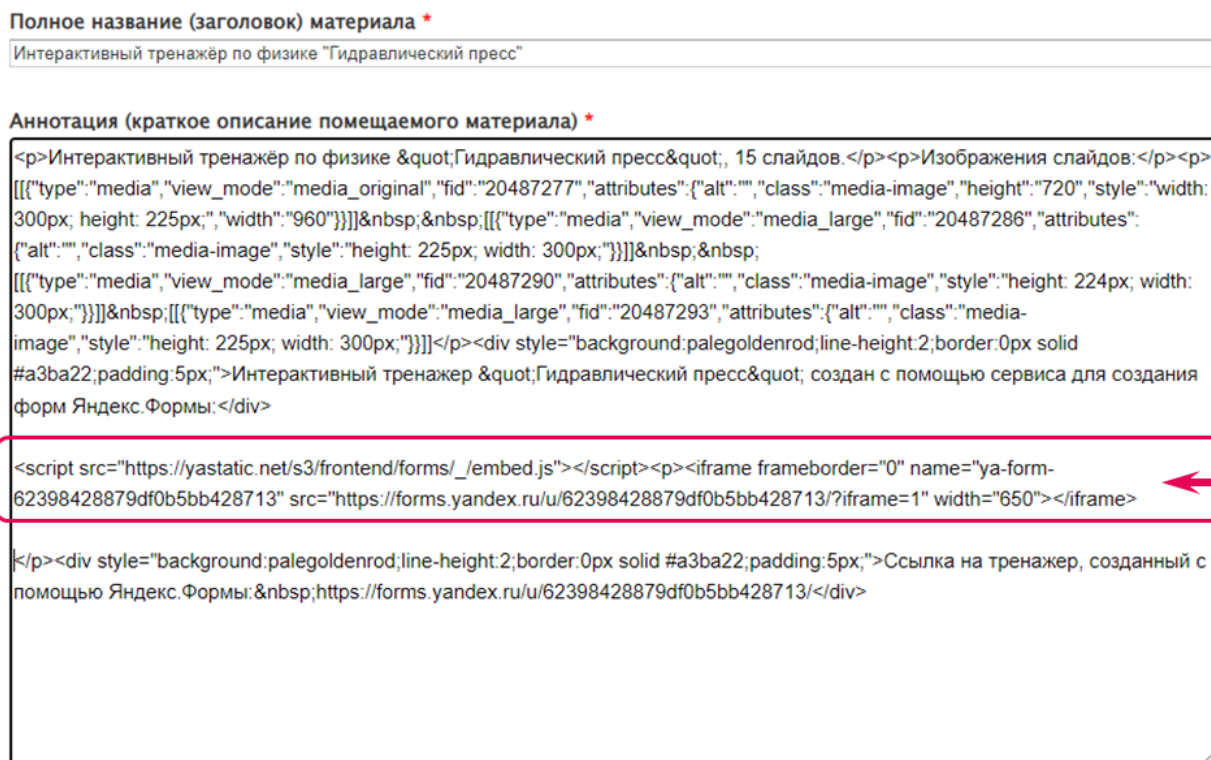 Полное название (заголовок) материала *
Интерактивный тренажёр по физике "Гидравлический пресс"
Аннотация (краткое описание помещаемого материала) *
<p>Интерактивный тренажёр по физике &quot;Гидравлический пресс&quot;, 15 слайдов.</p><p>Изображения слайдов:</p><p>
[[{"type":"media","view_mode":"media_original","fid":"20487277","attributes":{"alt":"","class":"media-image","height":"720","style":"width:
300px; height: 225px;","width":"960"}}]]&nbsp;&nbsp;[[{"type":"media","view_mode":"media_large","fid":"20487286","attributes":
{"alt":"","class":"media-image","style":"height: 225px; width: 300px;"}}]]&nbsp;&nbsp;
[[{"type":"media","view_mode":"media_large","fid":"20487290","attributes":{"alt":"","class":"media-image","style":"height: 224px; width:
300px;"}}]]&nbsp;[[{"type":"media","view_mode":"media_large","fid":"20487293","attributes":{"alt":"","class":"media-
image","style":"height: 225px; width: 300px;"}}]]</p><div style="background:palegoldenrod;line-height:2;border:0px solid
#a3ba22;padding:5px;">Интерактивный тренажер &quot;Гидравлический пресс&quot; создан с помощью сервиса для создания
форм Яндекс.Формы:</div>
<script src="https://yastatic.net/s3/frontend/forms/_/embed.js"></script><p><iframe frameborder="0" name="ya-form-
62398428879df0b5bb428713" src="https://forms.yandex.ru/u/62398428879df0b5bb428713/?iframe=1" width="650"></iframe>
</p><div style="background:palegoldenrod;line-height:2;border:0px solid #a3ba22;padding:5px;">Ссылка на тренажер, созданный с
помощью Яндекс.Формы:&nbsp;https://forms.yandex.ru/u/62398428879df0b5bb428713/</div>